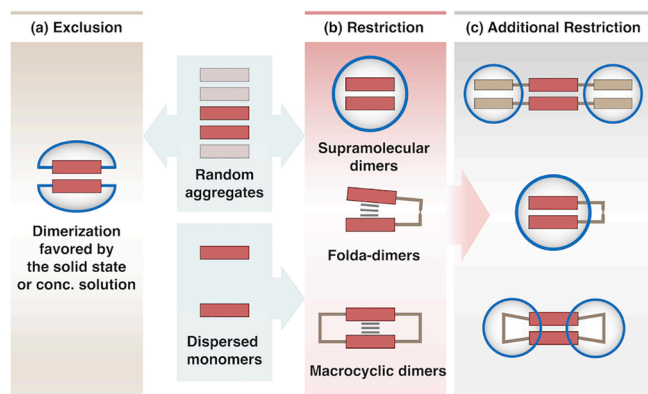 (a) Exclusion
(b) Restriction
(c) Additional Restriction
Random
aggregates
Supramolecular
dimers
Dimerization
favored by
the solid state
or conc. solution
Folda-dimers
Dispersed
monomers
Macrocyclic dimers